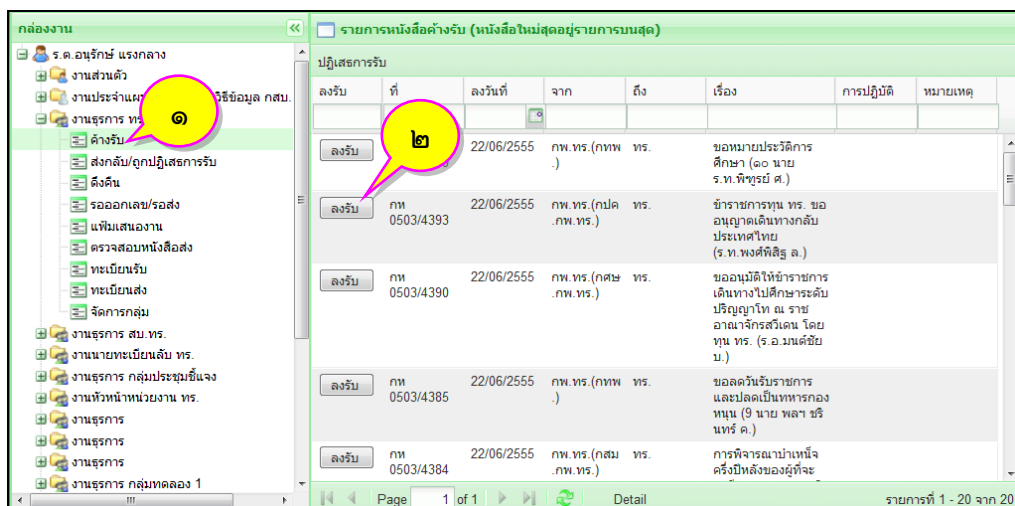 กล่องงาน
ร.ต.อนุรักษ์ แรงกลาง
งานส่วนตัว
งานประจำแผ วิธีข้อมูล กสบ.
งานธุรการ ทร
ค้างรับ
ส่งกลับ/ถูกปฏิเสธการรับ
ดึงคืน
รอออกเลข/รอส่ง
แฟ้มเสนองาน
ตรวจสอบหนังสือส่ง
ทะเบียนรับ
ทะเบียนส่ง
จัดการกลุ่ม
งานธุรการ สบ.ทร.
งานนายทะเบียนลับ ทร.
งานธุรการ กลุ่มประชุมชี้แจง
งานหัวหน้าหน่วยงาน ทร.
งานธุรการ
งานธุรการ
งานธุรการ
งานธุรการ กลุ่มทดลอง 1
๑
๒
รายการหนังสือค้างรับ (หนังสือใหม่สุดอยู่รายการบนสุด)
ปฏิเสธการรับ
ลงรับ ที่ ลงวันที่ จาก ถึง เรื่อง การปฏิบัติ หมายเหตุ
ลงรับ 22/06/2555 กพ.ทร.(กทพ ทร. ขอหมายประวัติการ
.) ศึกษา (๑๐ นาย
ร.ท.พิฑูรย์ ศ.)
ลงรับ กห 22/06/2555 กพ.ทร.(กปค ทร. ข้าราชการทุน ทร. ขอ
0503/4393 .กพ.ทร.) อนุญาตเดินทางกลับ
ประเทศไทย
(ร.ท.พงศ์พิสิฐ ล.)
ลงรับ กห 22/06/2555 กพ.ทร.(กศษ ทร. ขออนุมัติให้ข้าราชการ
0503/4390 .กพ.ทร.) เดินทางไปศึกษาระดับ
ปริญญาโท ณ ราช
อาณาจักรสวีเดน โดย
ทุน ทร. (ร.อ.มนต์ชัย
บ.)
ลงรับ กห 22/06/2555 กพ.ทร.(กทพ ทร. ขอลดวันรับราชการ
0503/4385 .) และปลดเป็นทหารกอง
หนุน (9 นาย พลฯ ชริ
นทร์ ค.)
ลงรับ กห 22/06/2555 กพ.ทร.(กสม ทร. การพิจารณาบำเหน็จ
0503/4384 .กพ.ทร.) ครึ่งปีหลังของผู้ที่จะ
Page 1 of 1 Detail รายการที่ 1 - 20 จาก 20